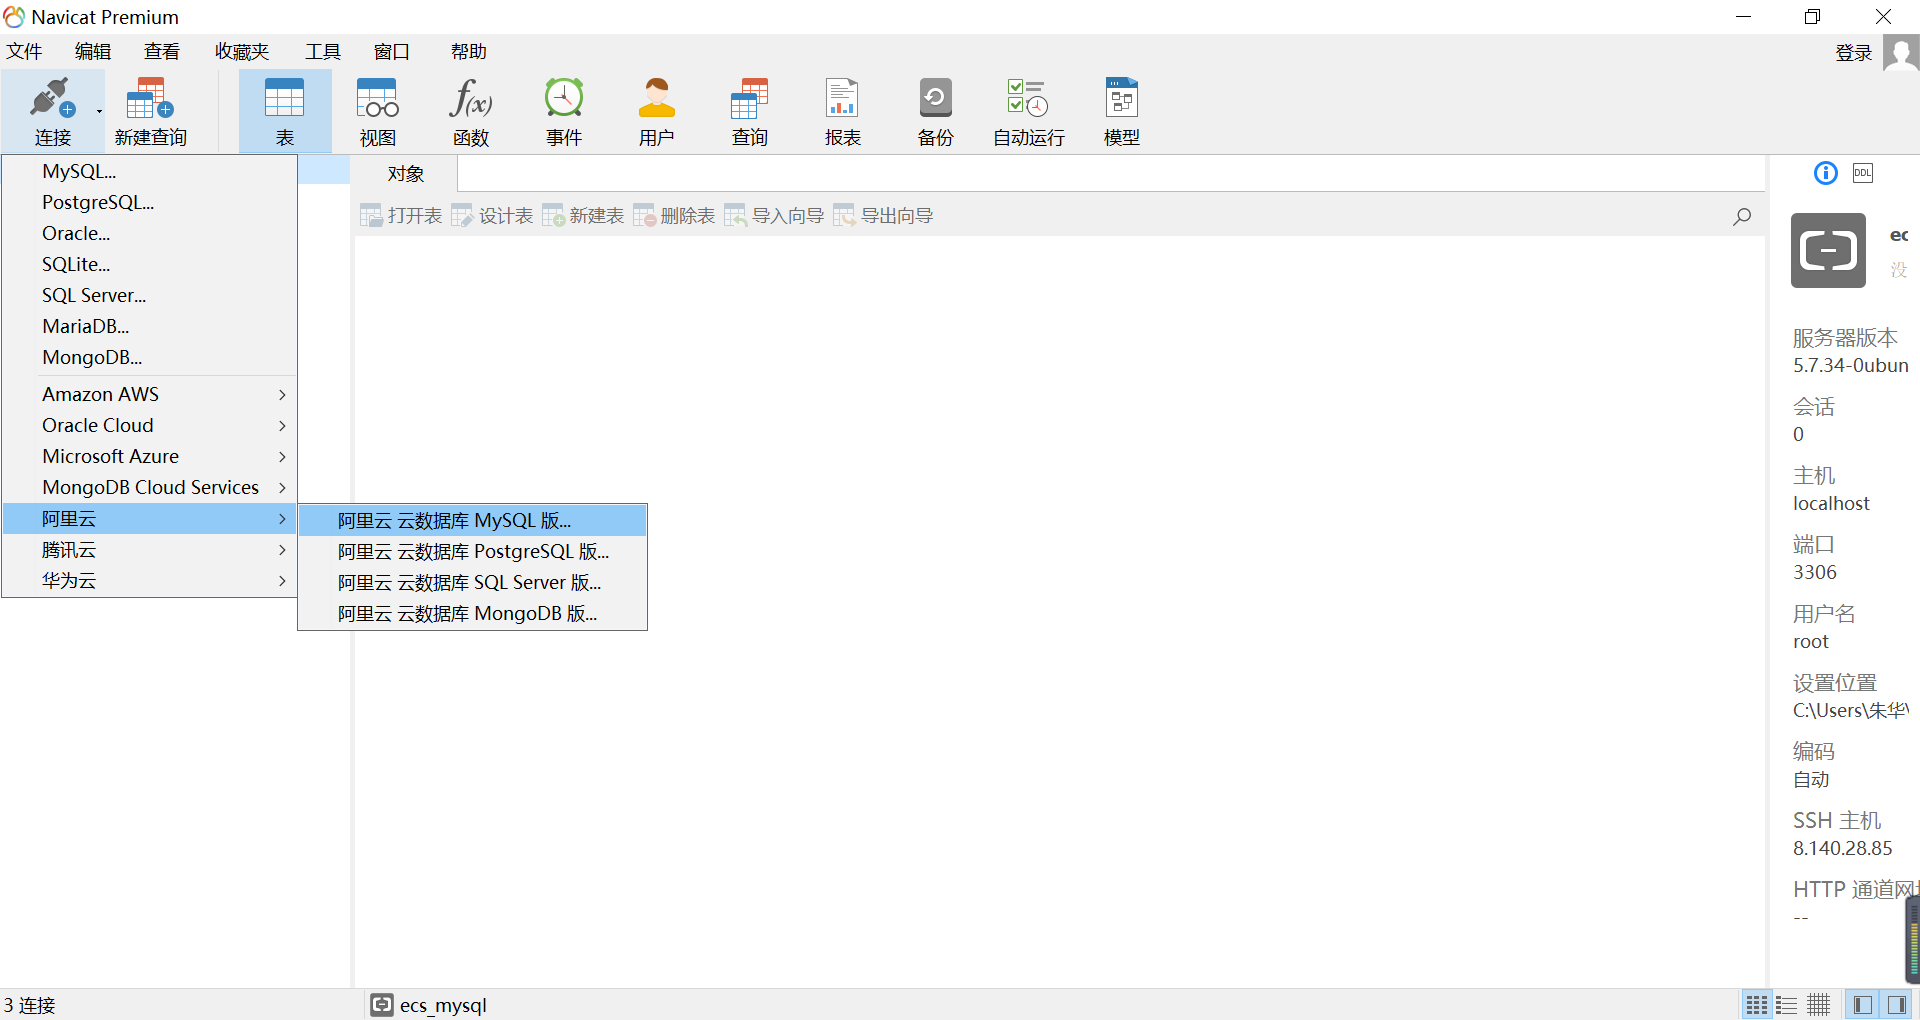 Navicat Premium
文件 编辑 查看 收藏夹 工具 窗口 帮助 登录
连接 新建查询 表 视图 函数 事件 用户 查询 报表 备份 自动运行 模型
MySQL...
PostgreSQL...
Oracle...
SQLite...
SQL Server...
MariaDB...
MongoDB...
Amazon AWS
Oracle Cloud
Microsoft Azure
MongoDB Cloud Services
阿里云
腾讯云
华为云
阿里云 云数据库 MySQL 版...
阿里云 云数据库 PostgreSQL 版...
阿里云 云数据库 SQL Server 版...
阿里云 云数据库 MongoDB 版...
对象
打开表 设计表 新建表 删除表 导入向导 导出向导
DDL
ec
没
服务器版本
5.7.34-0ubun
会话
0
主机
localhost
端口
3306
用户名
root
设置位置
C:\Users\朱华\
编码
自动
SSH 主机
8.140.28.85
HTTP 通道网
--
3 连接 ecs_mysql